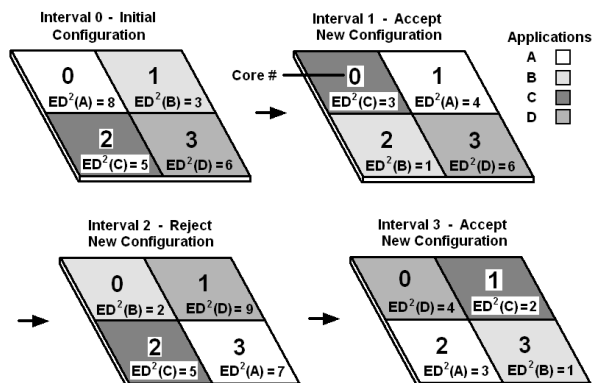 Interval 0 - Initial
Configuration
Interval 1 - Accept
New Configuration
Applications
A
B
C
D
Core #
0
ED²(A) = 8
1
ED²(B) = 3
2
ED²(C) = 5
3
ED²(D) = 6
0
ED²(C) = 3
1
ED²(A) = 4
2
ED²(B) = 1
3
ED²(D) = 6
Interval 2 - Reject
New Configuration
Interval 3 - Accept
New Configuration
0
ED²(B) = 2
1
ED²(D) = 9
2
ED²(C) = 5
3
ED²(A) = 7
0
ED²(D) = 4
1
ED²(C) = 2
2
ED²(A) = 3
3
ED²(B) = 1